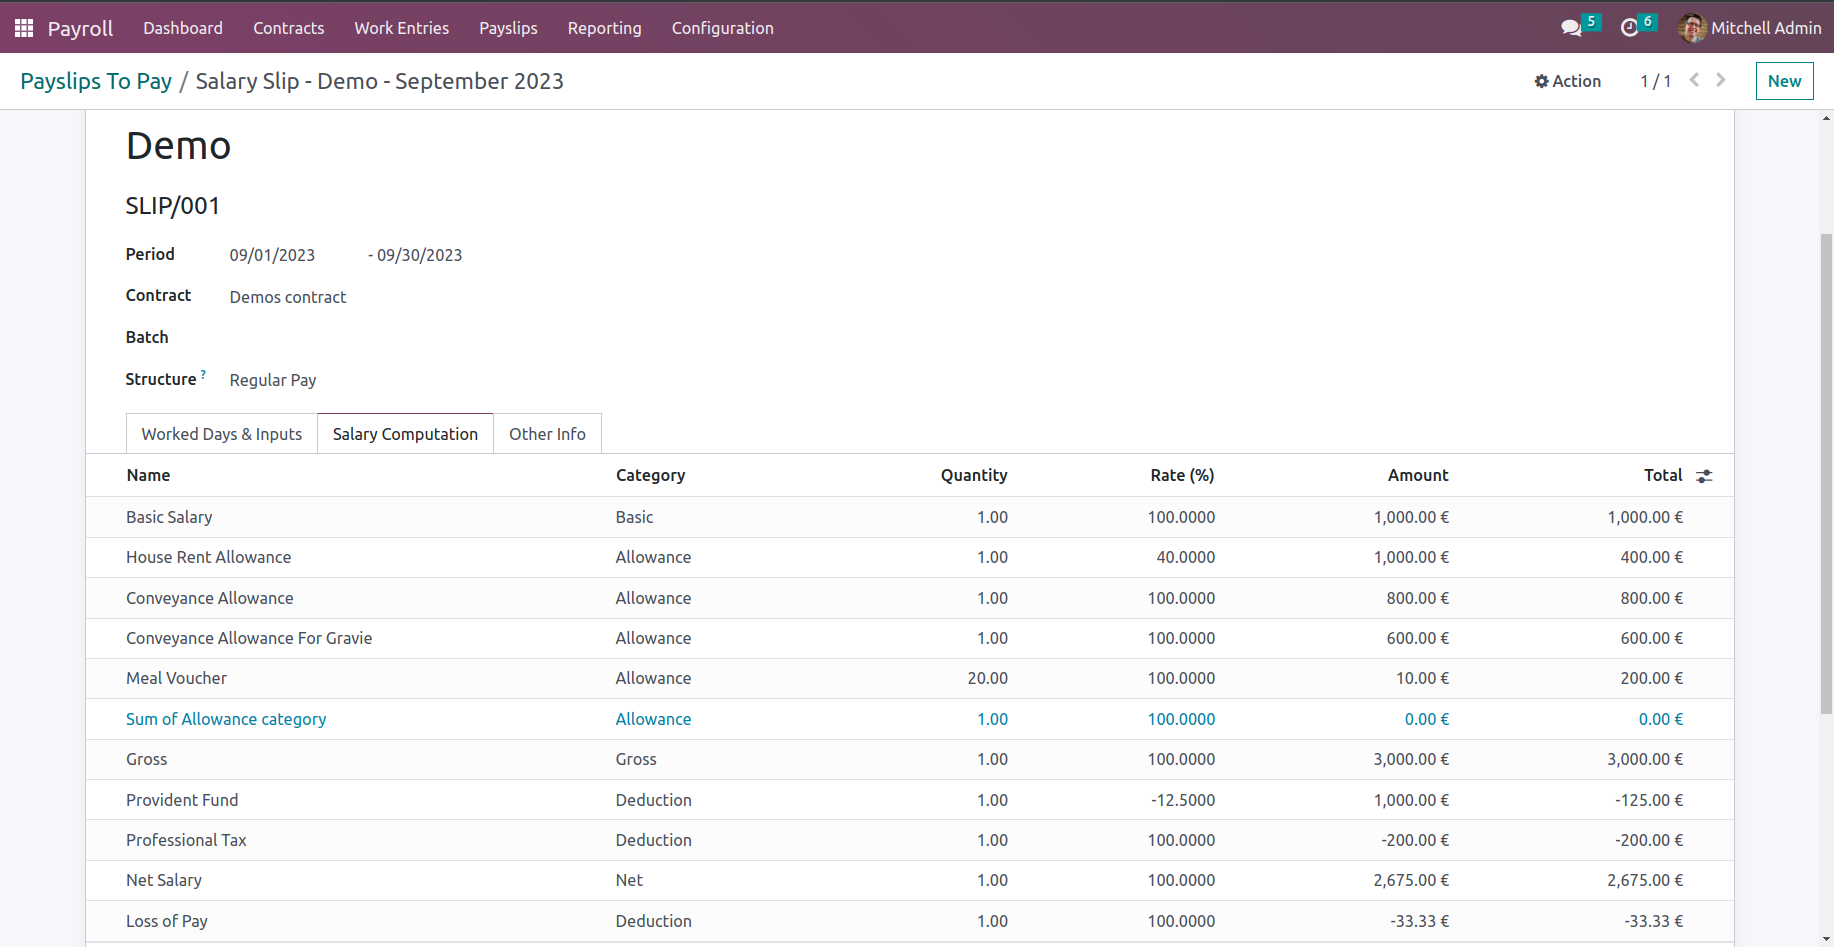 Payroll Dashboard Contracts Work Entries Payslips Reporting Configuration 5 6 Mitchell Admin
Payslips To Pay / Salary Slip - Demo - September 2023 Action 1 / 1 New
Demo
SLIP/001
Period 09/01/2023 - 09/30/2023
Contract Demos contract
Batch
Structure ? Regular Pay
Worked Days & Inputs Salary Computation Other Info
Name Category Quantity Rate (%) Amount Total
Basic Salary Basic 1.00 100.0000 1,000.00 € 1,000.00 €
House Rent Allowance Allowance 1.00 40.0000 1,000.00 € 400.00 €
Conveyance Allowance Allowance 1.00 100.0000 800.00 € 800.00 €
Conveyance Allowance For Gravie Allowance 1.00 100.0000 600.00 € 600.00 €
Meal Voucher Allowance 20.00 100.0000 10.00 € 200.00 €
Sum of Allowance category Allowance 1.00 100.0000 0.00 € 0.00 €
Gross Gross 1.00 100.0000 3,000.00 € 3,000.00 €
Provident Fund Deduction 1.00 -12.5000 1,000.00 € -125.00 €
Professional Tax Deduction 1.00 100.0000 -200.00 € -200.00 €
Net Salary Net 1.00 100.0000 2,675.00 € 2,675.00 €
Loss of Pay Deduction 1.00 100.0000 -33.33 € -33.33 €